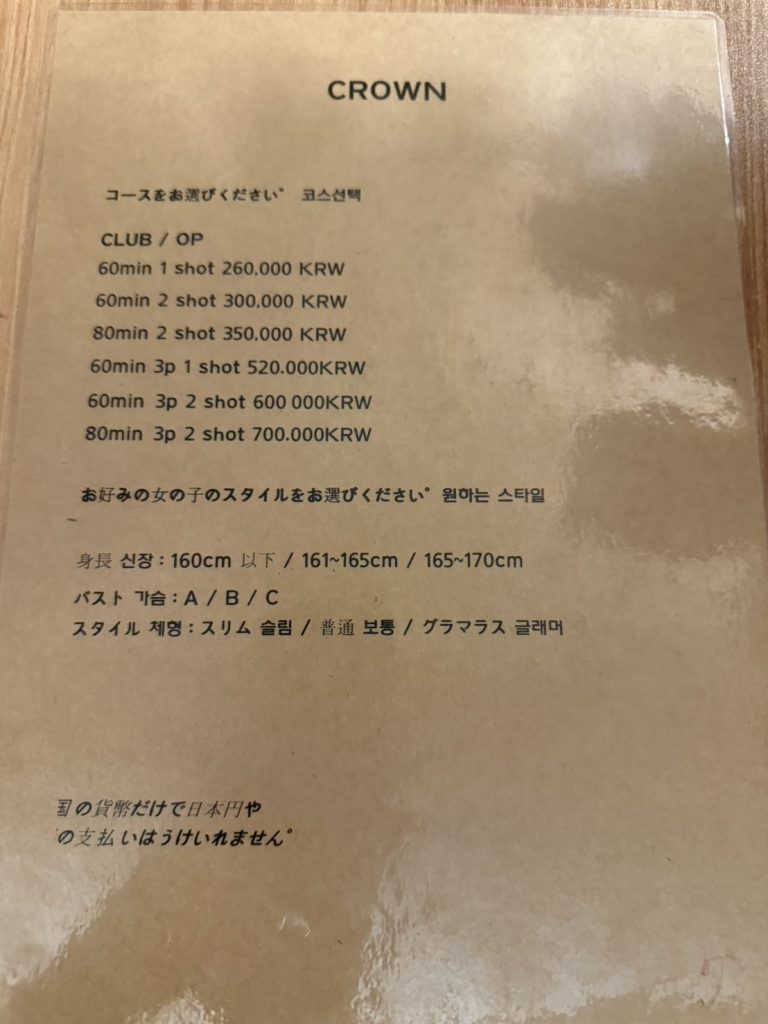 CROWN
コースをお選びください。 코스선택
CLUB / OP
60min 1 shot 260,000 KRW
60min 2 shot 300,000 KRW
80min 2 shot 350,000 KRW
60min 3p 1 shot 520.000KRW
60min 3p 2 shot 600 000KRW
80min 3p 2 shot 700.000KRW
お好みの女の子のスタイルをお選びください。 원하는 스타일
身長 신장 : 160cm 以下 / 161~165cm / 165~170cm
バスト 가슴 : A / B / C
スタイル 체형 : スリム 슬림 / 普通 보통 / グラマラス 글래머
の貨幣だけで日本円や
の支払いはうけいれません。